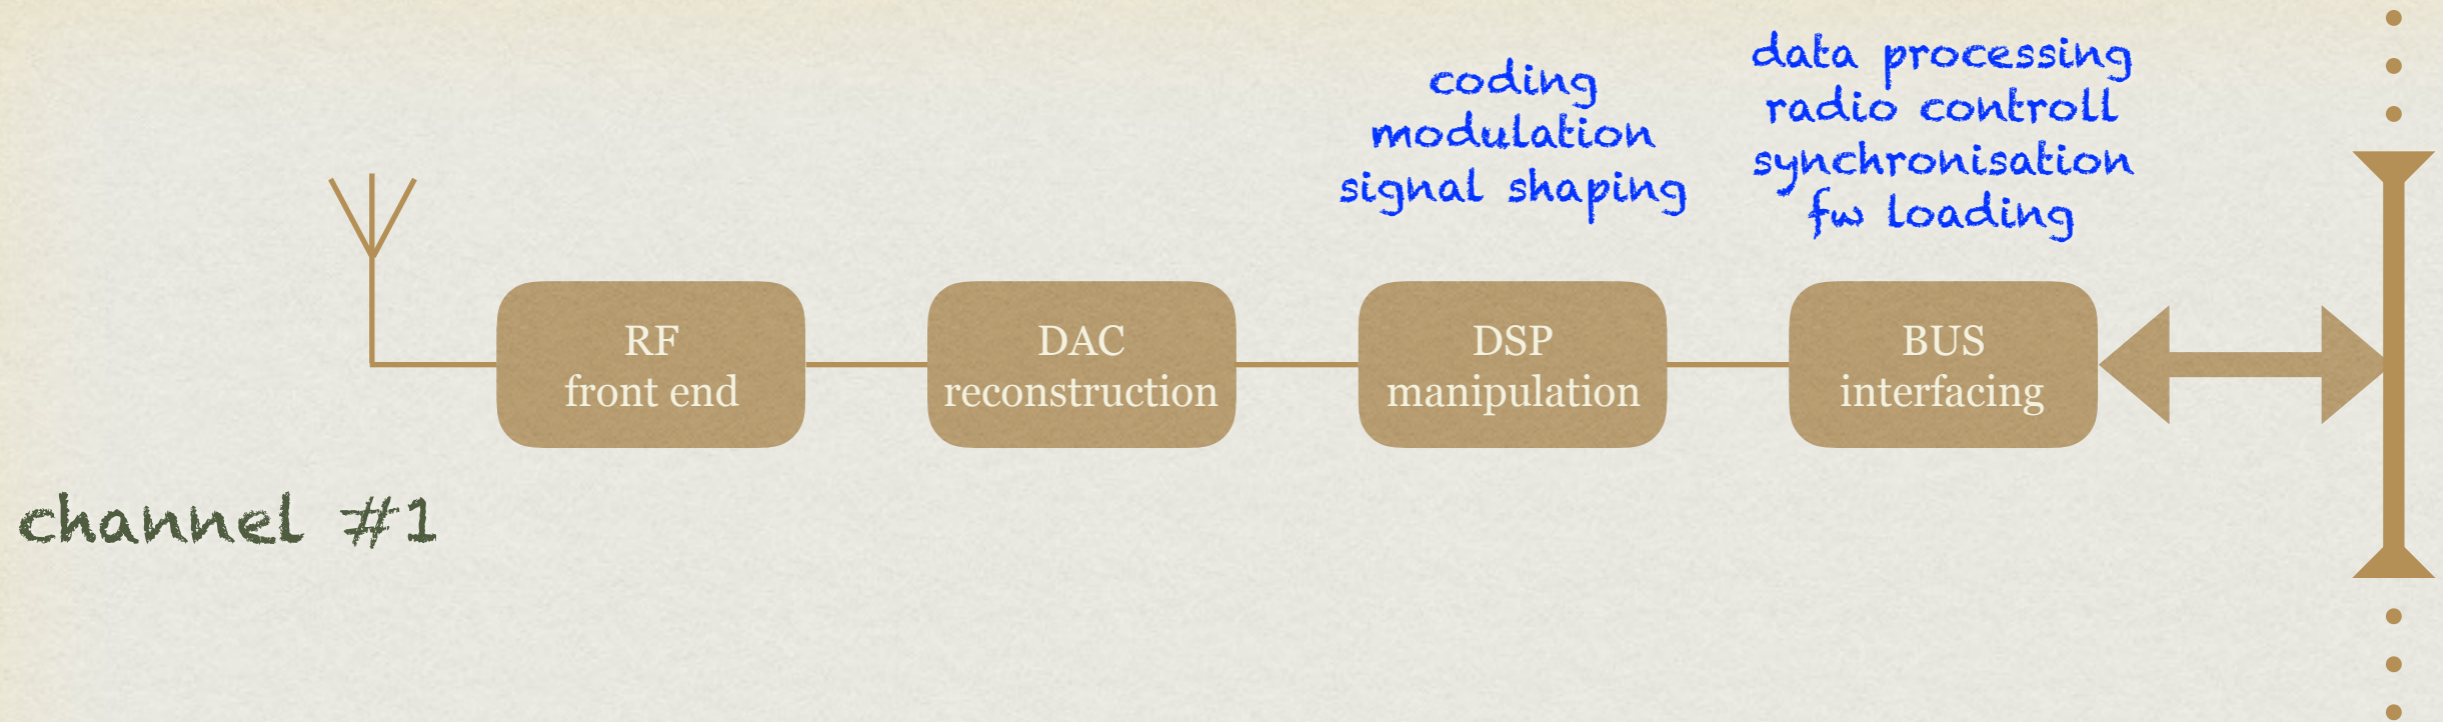 coding
modulation
signal shaping
data processing
radio controll
synchronisation
fw loading
RF
front end
DAC
reconstruction
DSP
manipulation
BUS
interfacing
channel #1